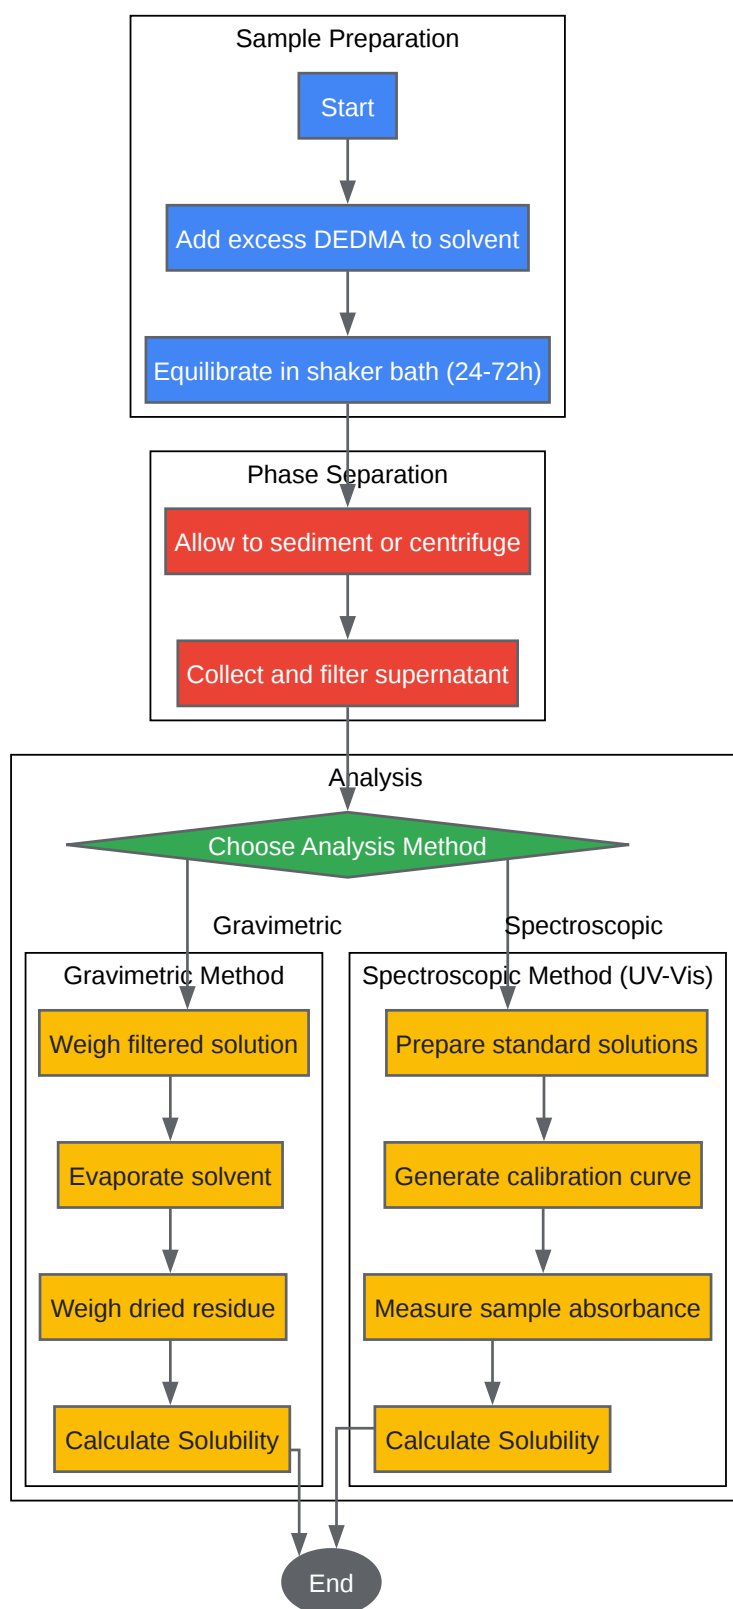 Sample Preparation
Start
Add excess DEDMA to solvent
Equilibrate in shaker bath (24-72h)
Phase Separation
Allow to sediment or centrifuge
Collect and filter supernatant
Analysis
Choose Analysis Method
Gravimetric
Spectroscopic
Gravimetric Method
Weigh filtered solution
Evaporate solvent
Weigh dried residue
Calculate Solubility
Spectroscopic Method (UV-Vis)
Prepare standard solutions
Generate calibration curve
Measure sample absorbance
Calculate Solubility
End